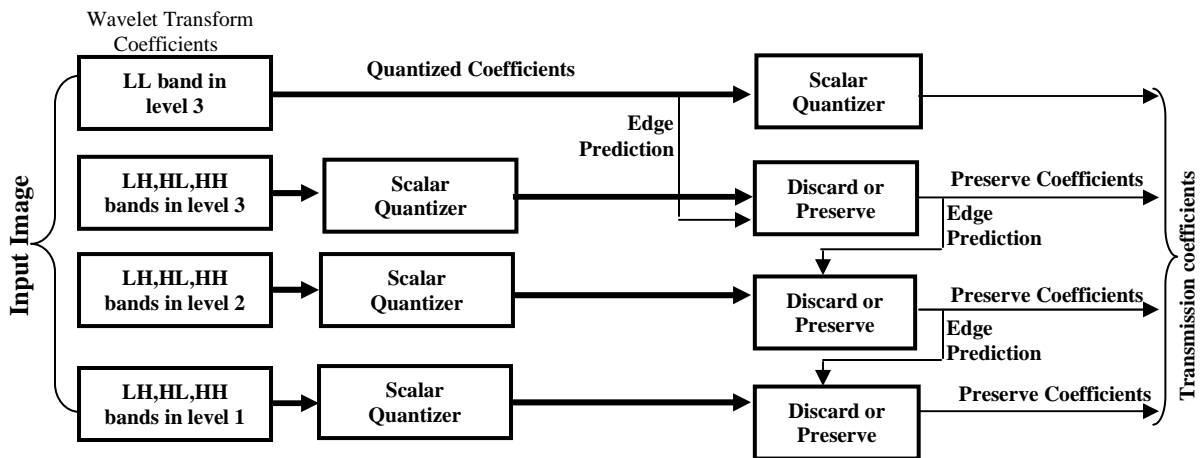 Wavelet Transform
Coefficients
LL band in
level 3
Quantized Coefficients
Scalar
Quantizer
Edge
Prediction
LH,HL,HH
bands in level 3
Scalar
Quantizer
Discard or
Preserve
Preserve Coefficients
Edge
Prediction
LH,HL,HH
bands in level 2
Scalar
Quantizer
Discard or
Preserve
Preserve Coefficients
Edge
Prediction
LH,HL,HH
bands in level 1
Scalar
Quantizer
Discard or
Preserve
Preserve Coefficients
Input Image
Transmission coefficients